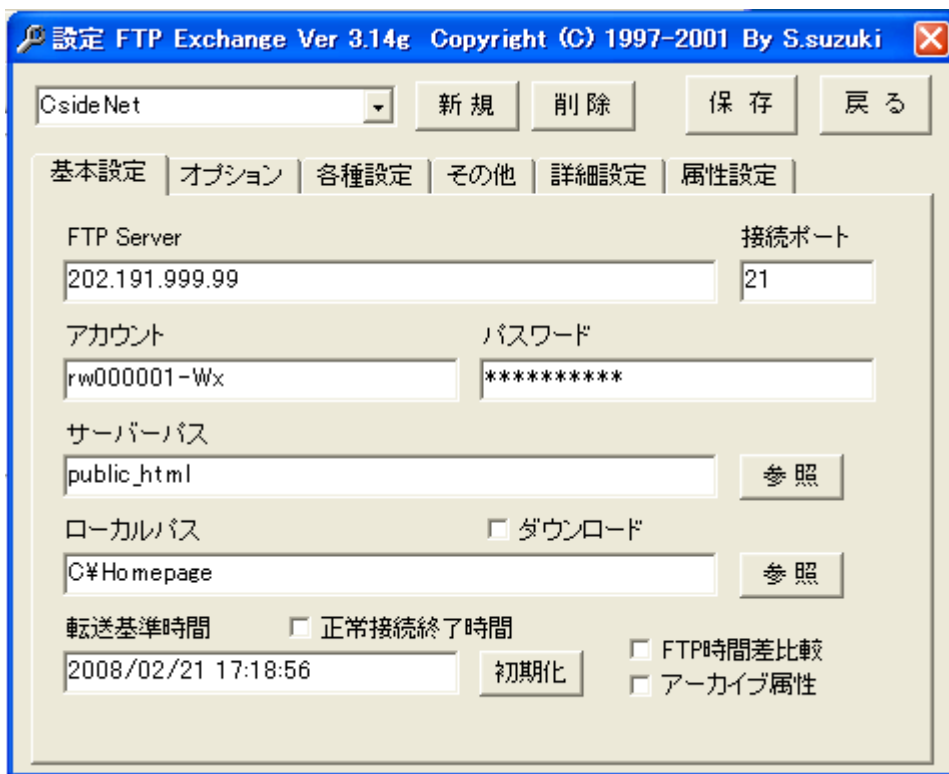 設定 FTP Exchange Ver 3.14g Copyright (C) 1997-2001 By S.suzuki
CsideNet 新規 削除 保存 戻る
基本設定 オプション 各種設定 その他 詳細設定 属性設定
FTP Server 接続ポート
202.191.999.99 21
アカウント パスワード
rw000001-Wx **********
サーバーパス
public_html 参照
ローカルパス ダウンロード
C¥Homepage 参照
転送基準時間 正常接続終了時間
FTP時間差比較
2008/02/21 17:18:56 初期化
アーカイブ属性